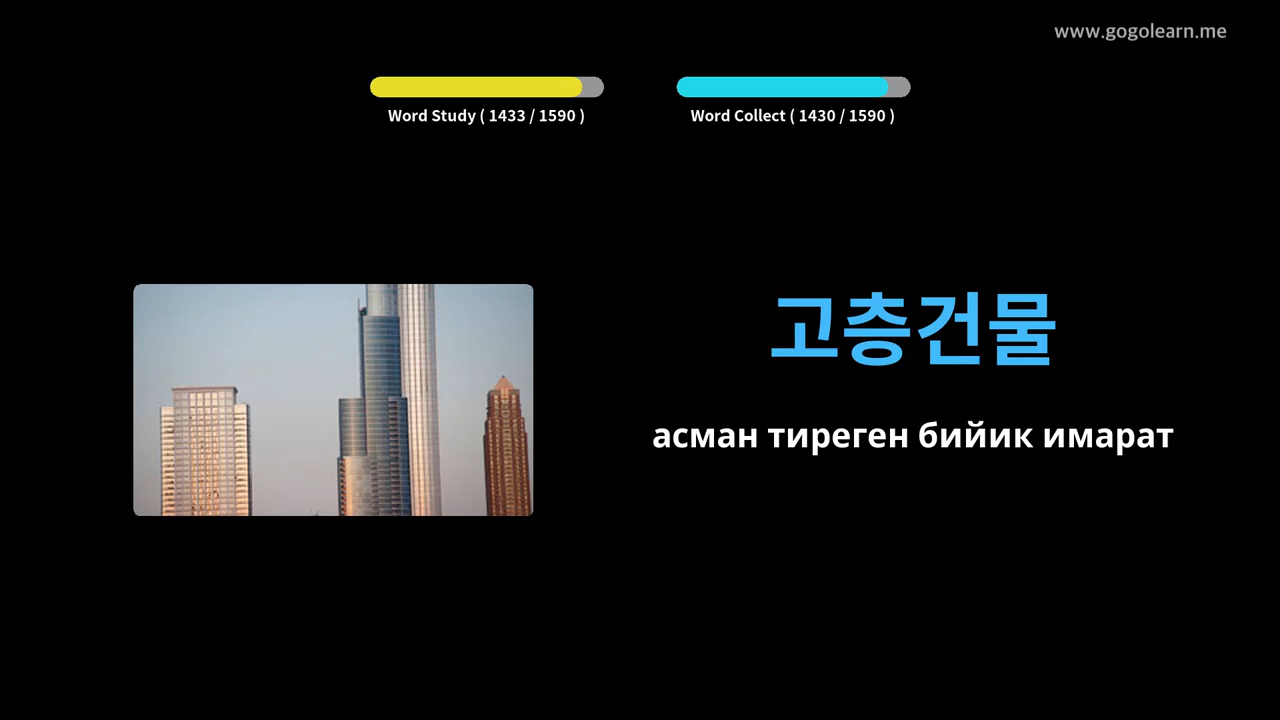 www.gogolearn.me
Word Study ( 1433 / 1590 )
Word Collect ( 1430 / 1590 )
고층건물
асман тиреген бийик имарат